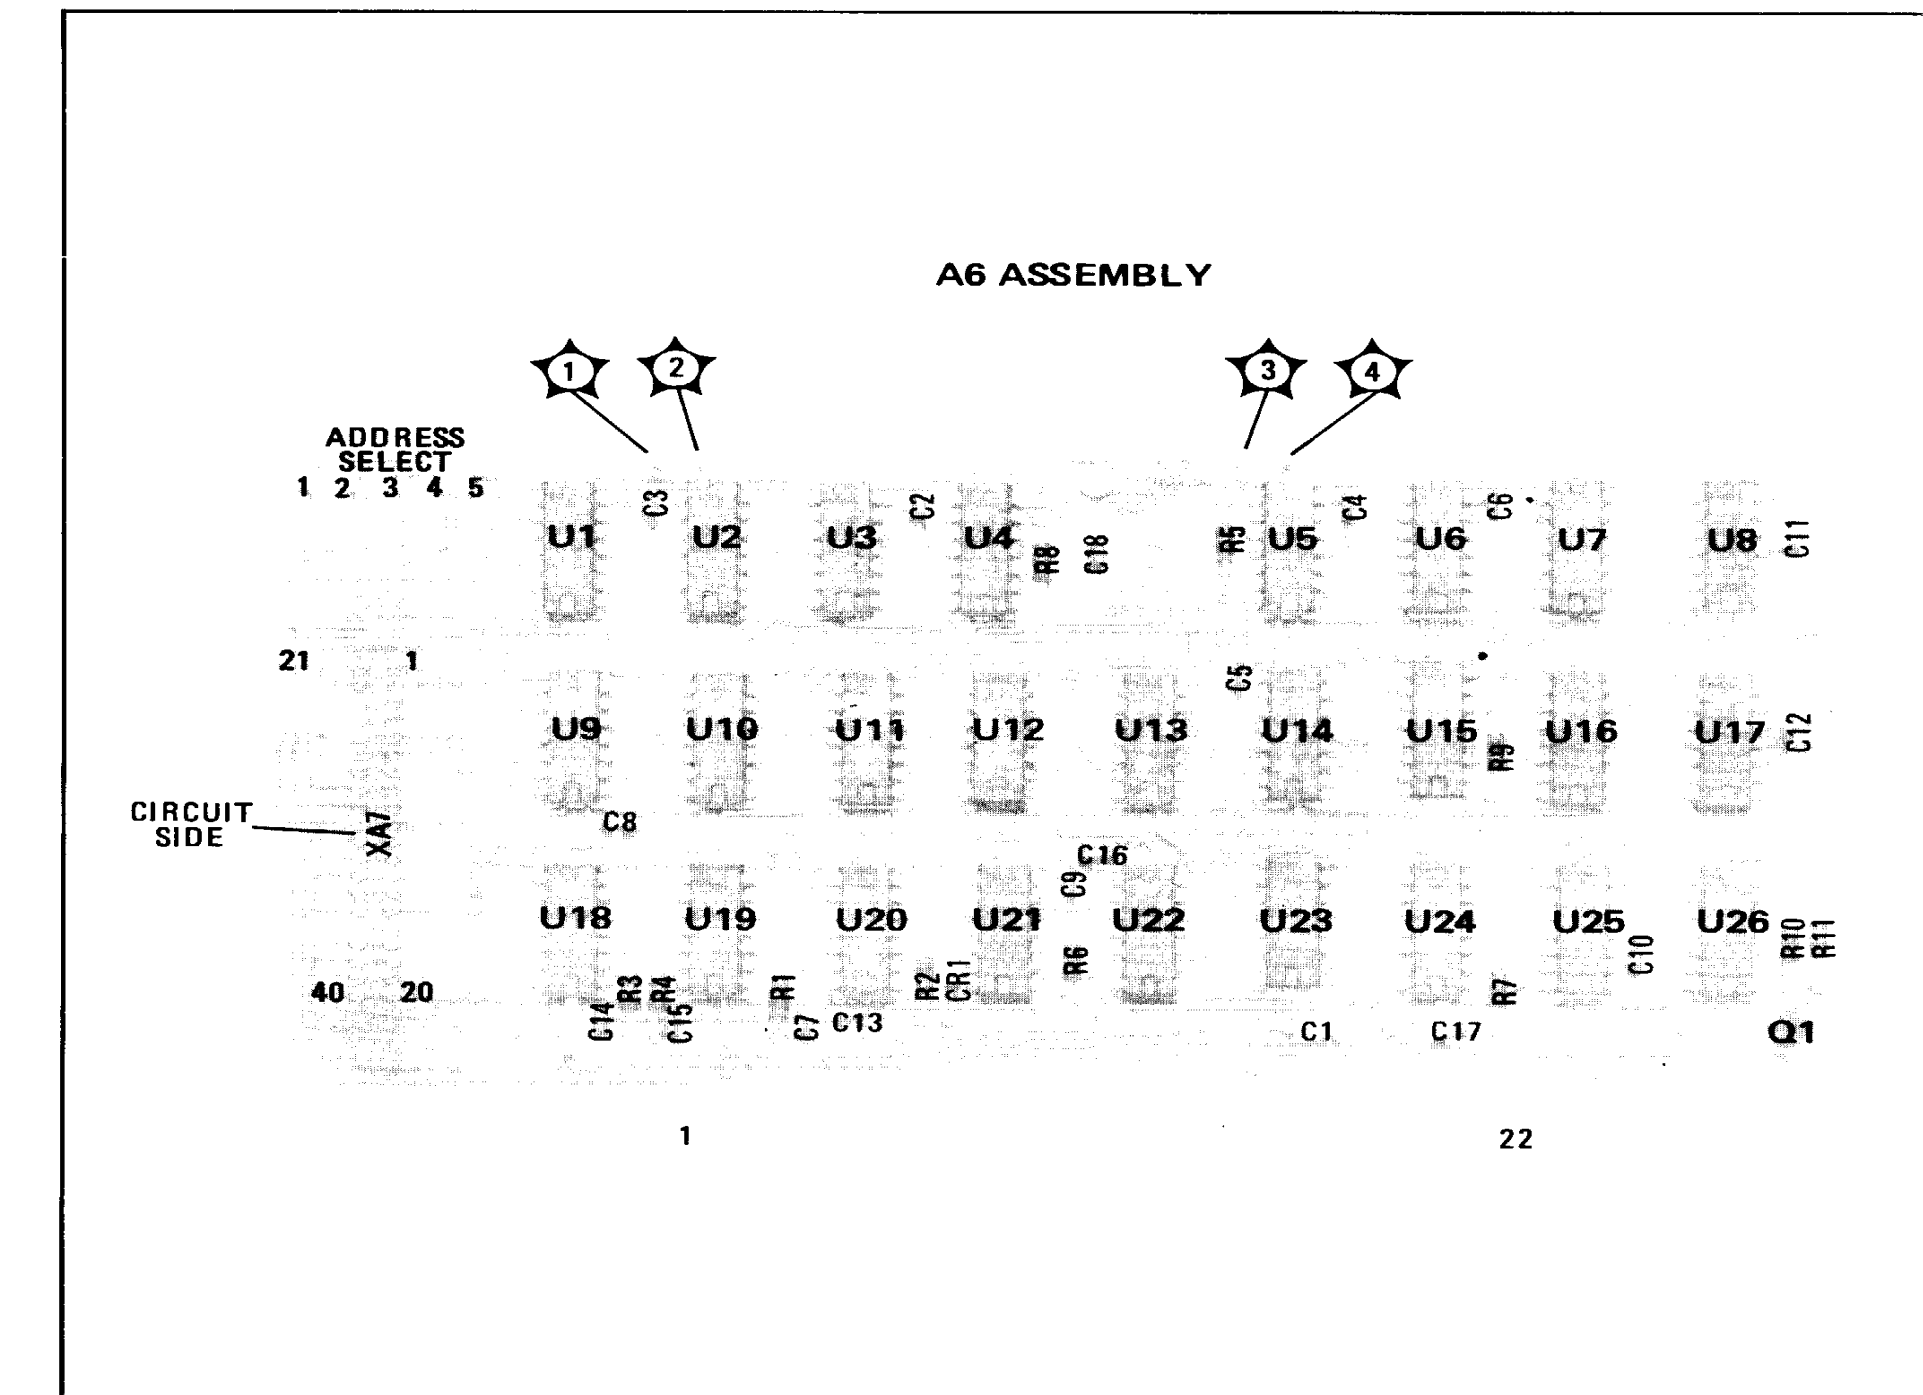 A6 ASSEMBLY
1 2 3 4
ADDRESS
SELECT
1 2 3 4 5
C3 C2 C4 C6
U1 U2 U3 U4 R8 C18 R5 U5 U6 U7 U8 C11
21 1
C5
U9 U10 U11 U12 U13 U14 U15 R9 U16 U17 C12
CIRCUIT
SIDE
XA7
C8
C16
C9
U18 U19 U20 U21 U22 U23 U24 U25 U26
R6 C10 R10 R11
40 20 R3 R4 R1 R2 CR1 R7
C14 C15 C7 C13 C1 C17 Q1
1 22